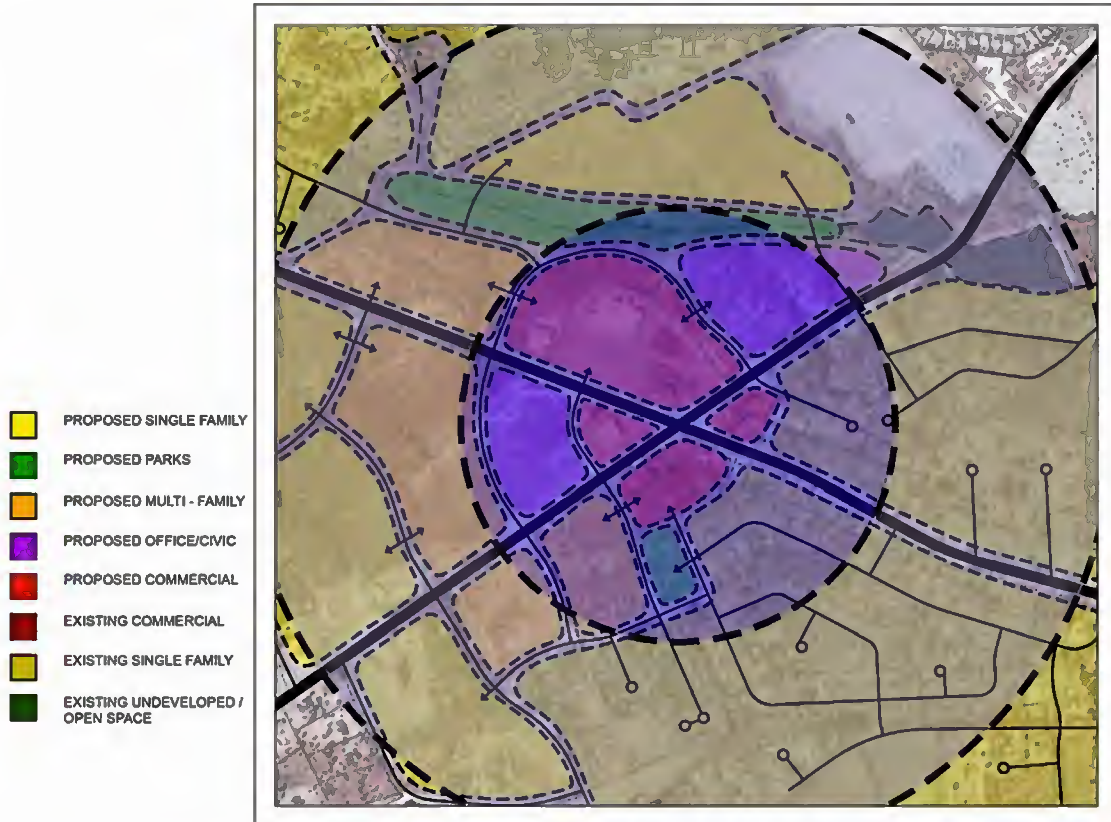 PROPOSED SINGLE FAMILY
PROPOSED PARKS
PROPOSED MULTI - FAMILY
PROPOSED OFFICE/CIVIC
PROPOSED COMMERCIAL
EXISTING COMMERCIAL
EXISTING SINGLE FAMILY
EXISTING UNDEVELOPED /
OPEN SPACE